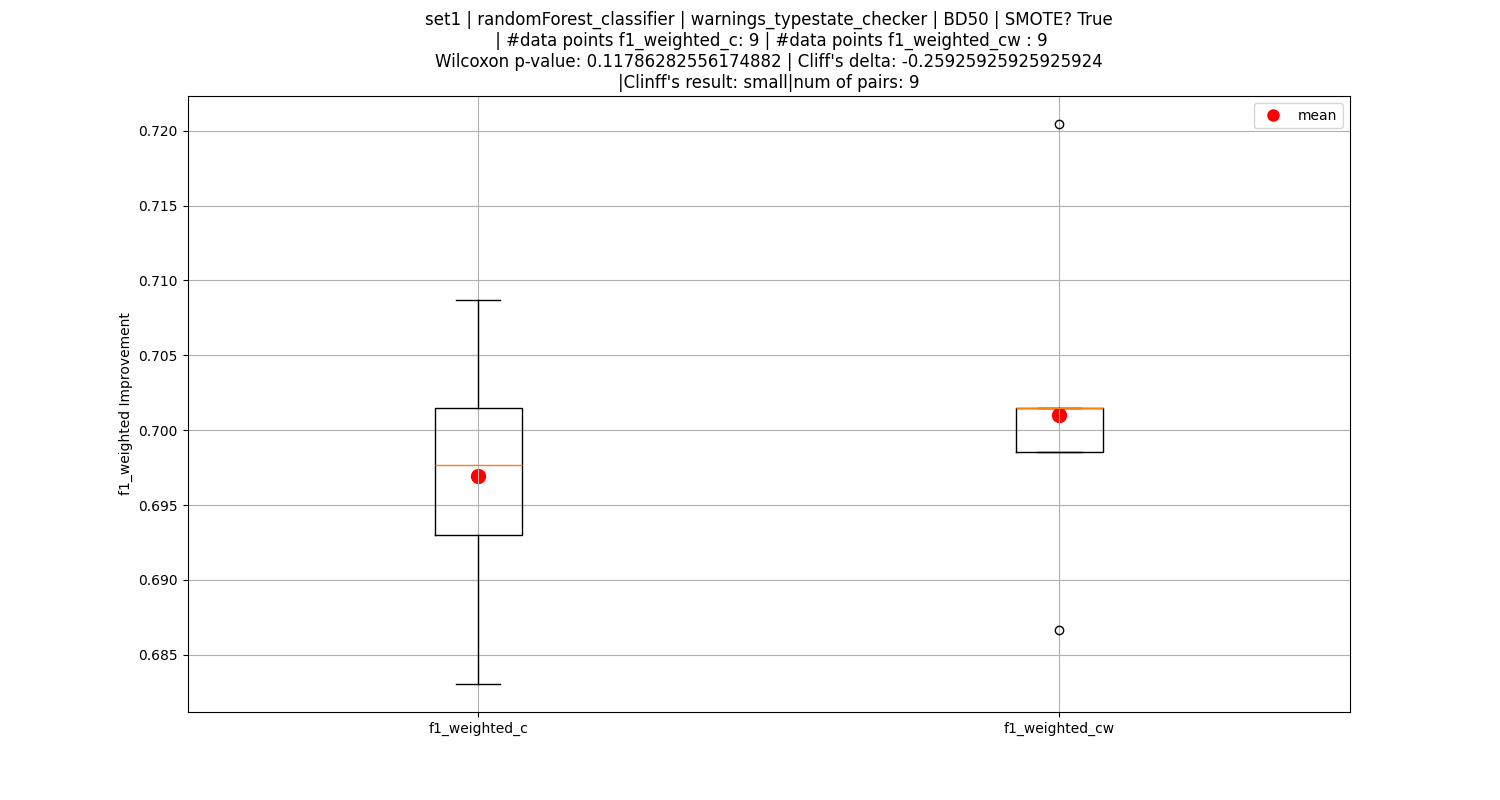 set1 | randomForest_classifier | warnings_typestate_checker | BD50 | SMOTE? True
| #data points f1_weighted_c: 9 | #data points f1_weighted_cw : 9
Wilcoxon p-value: 0.11786282556174882 | Cliff's delta: -0.25925925925925924
|Clinff's result: small|num of pairs: 9
mean
0.720
0.715
0.710
0.705
0.700
0.695
0.690
0.685
f1_weighted Improvement
f1_weighted_c
f1_weighted_cw